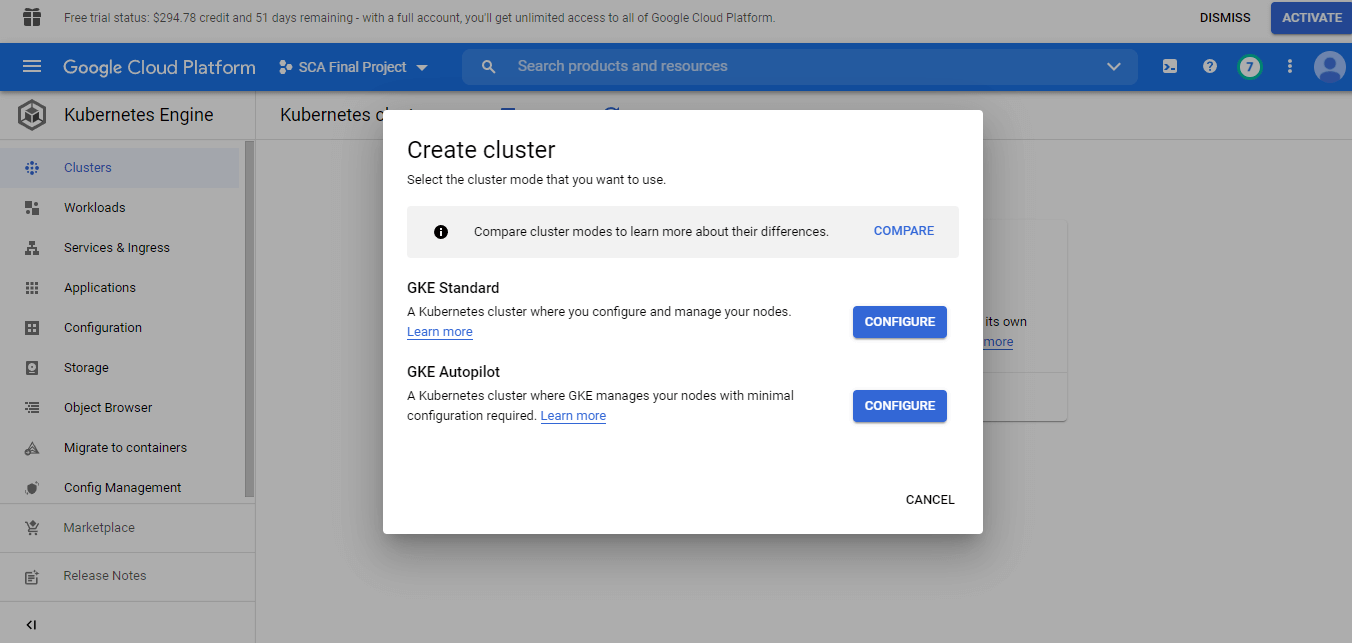 Free trial status: $294.78 credit and 51 days remaining - with a full account, you'll get unlimited access to all of Google Cloud Platform.
DISMISS
ACTIVATE
Google Cloud Platform
SCA Final Project
Search products and resources
7
Kubernetes Engine
Kubernetes
Clusters
Workloads
Services & Ingress
Applications
Configuration
Storage
Object Browser
Migrate to containers
Config Management
Marketplace
Release Notes
Create cluster
Select the cluster mode that you want to use.
Compare cluster modes to learn more about their differences.
COMPARE
GKE Standard
A Kubernetes cluster where you configure and manage your nodes.
Learn more
CONFIGURE
GKE Autopilot
A Kubernetes cluster where GKE manages your nodes with minimal
configuration required. Learn more
CONFIGURE
CANCEL
its own
more